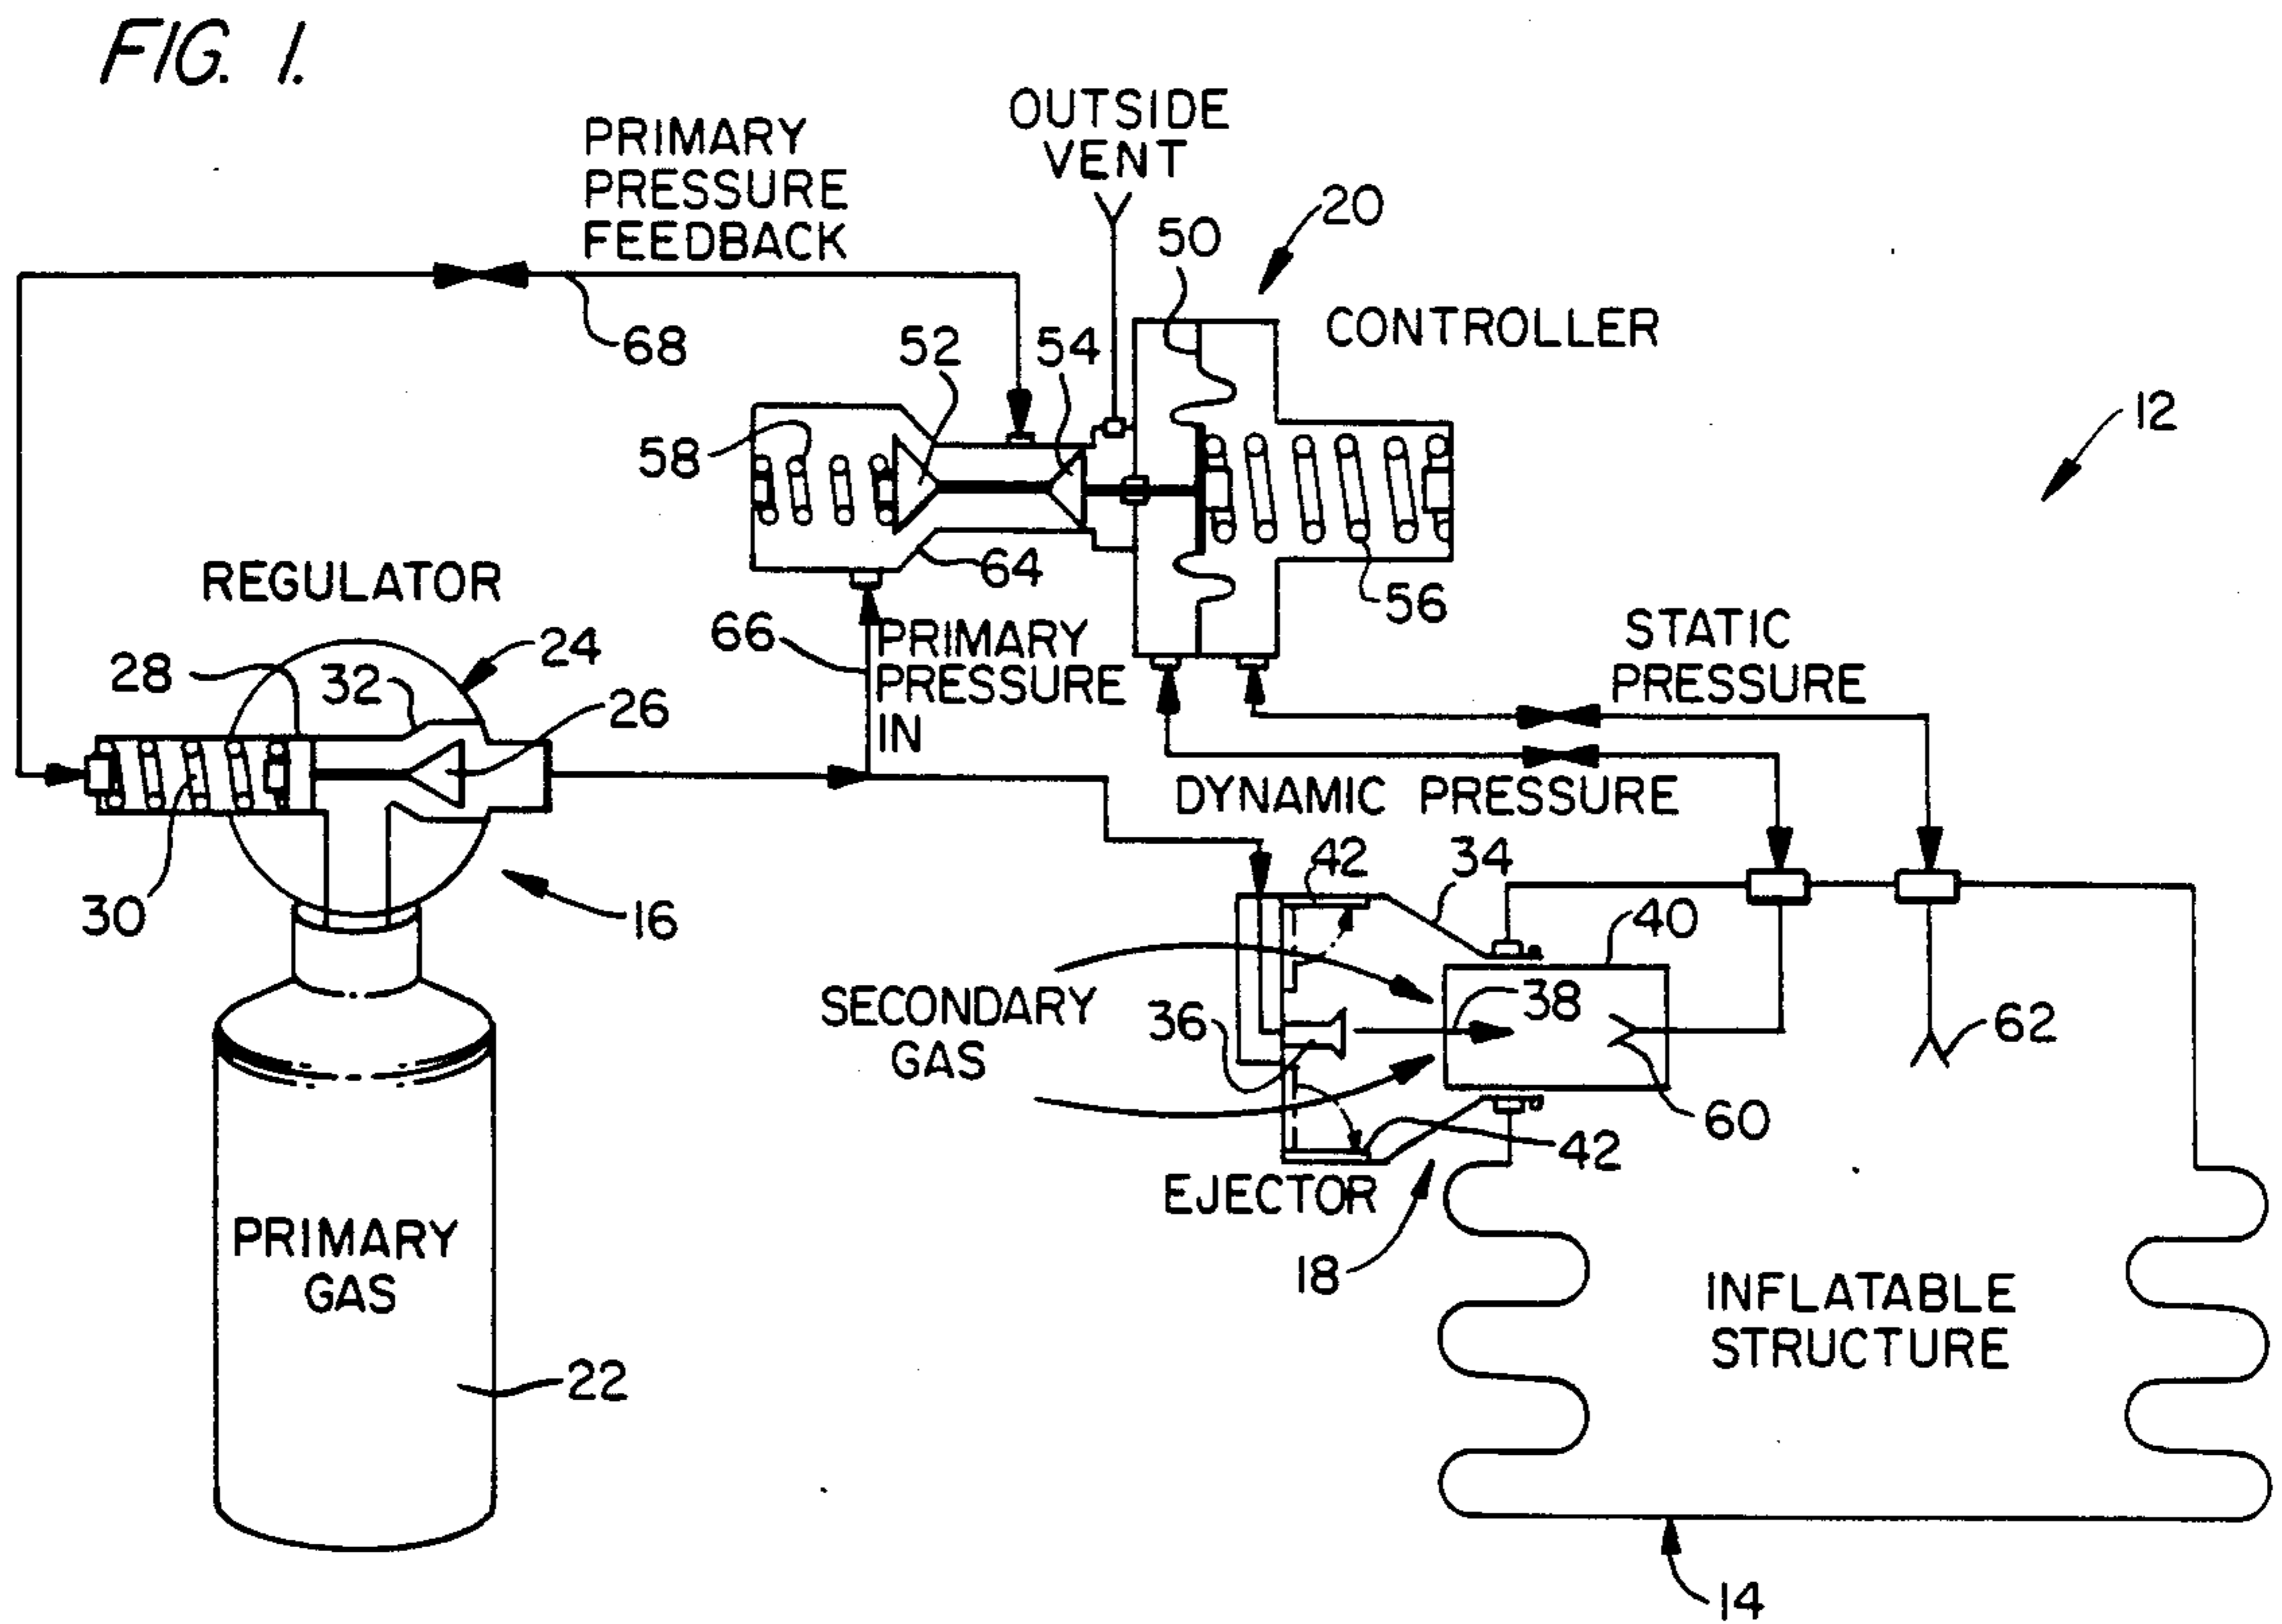 FIG. 1.
OUTSIDE
VENT
PRIMARY
PRESSURE
FEEDBACK
20
50
CONTROLLER
68
52
54
12
58
64
56
REGULATOR
66
PRIMARY
PRESSURE
IN
STATIC
PRESSURE
28
32
24
26
DYNAMIC PRESSURE
30
16
42
34
40
SECONDARY
GAS
36
38
62
60
42
EJECTOR
18
PRIMARY
GAS
INFLATABLE
STRUCTURE
22
14